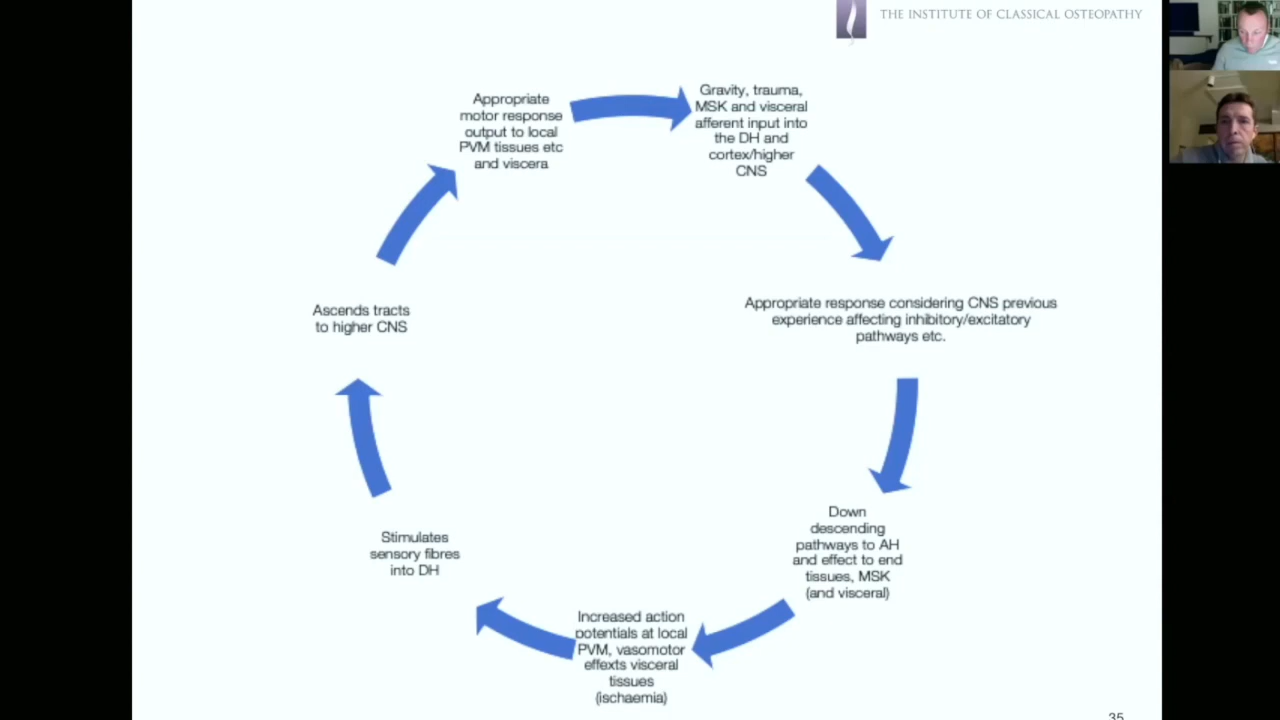 THE INSTITUTE OF CLASSICAL OSTEOPATHY
Appropriate
motor response
output to local
PVM tissues etc
and viscera
Gravity, trauma,
MSK and visceral
afferent input into
the DH and
cortex/higher
CNS
Appropriate response considering CNS previous
experience affecting inhibitory/excitatory
pathways etc.
Down
descending
pathways to AH
and effect to end
tissues, MSK
(and visceral)
Increased action
potentials at local
PVM, vasomotor
effexts visceral
tissues
(ischaemia)
Stimulates
sensory fibres
into DH
Ascends tracts
to higher CNS
35